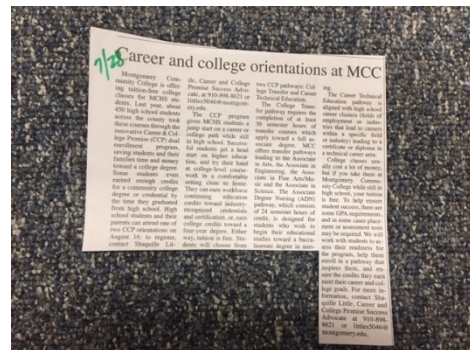 7/28
Career and college orientations at MCC
Montgomery Com-
munity College is offer-
ing tuition-free college
classes for MCHS stu-
dents. Last year, about
450 high school students
across the county took
these courses through the
innovative Career & Col-
lege Promise (CCP) dual
enrollment program,
saving students and their
families time and money
toward a college degree.
Some students even
earned enough credits
for a community college
degree or credential by
the time they graduated
from high school. High
school students and their
parents can attend one of
two CCP orientations on
August 16; to register,
contact Shaquille Lit-
tle, Career and College
Promise Success Advo-
cate, at 910-898-8621 or
littles5046@montgom-
ery.edu.
The CCP program
gives MCHS students a
jump start on a career or
college path while still
in high school. Success-
ful students get a head
start on higher educa-
tion, and try their hand
at college-level course-
work in a comfortable
setting close to home.
They can earn workforce
continuing education
credits toward industry-
recognized credentials
and certification, or earn
college credits toward a
four-year degree. Either
way, tuition is free. Stu-
dents will choose from
two CCP pathways: Col-
lege Transfer and Career
Technical Education.
The College Trans-
fer pathway requires the
completion of at least
30 semester hours of
transfer courses which
apply toward a full as-
sociate degree. MCC
offers transfer pathways
leading to the Associate
in Arts, the Associate in
Engineering, the Asso-
ciate in Fine Arts/Mu-
sic and the Associate in
Science. The Associate
Degree Nursing (ADN)
pathway, which consists
of 24 semester hours of
credit, is designed for
students who wish to
begin their educational
studies toward a bacca-
laureate degree in nurs-
ing.
The Career Technical
Education pathway is
aligned with high school
career clusters (fields of
employment or indus-
tries that lead to careers
within a specific field
or industry) leading to a
certificate or diploma in
a technical career area.
College classes usu-
ally cost a lot of money,
but if you take them at
Montgomery Commu-
nity College while still in
high school, your tuition
is free. To help ensure
student success, there are
some GPA requirements,
and in some cases place-
ment or assessment tests
may be required. We will
work with students to as-
sess their readiness for
the program, help them
enroll in a pathway that
inspires them, and en-
sure the credits they earn
meet their career and col-
lege goals. For more in-
formation, contact Sha-
quille Little, Career and
College Promise Success
Advocate at 910-898-
8621 or littles5046@
montgomery.edu.